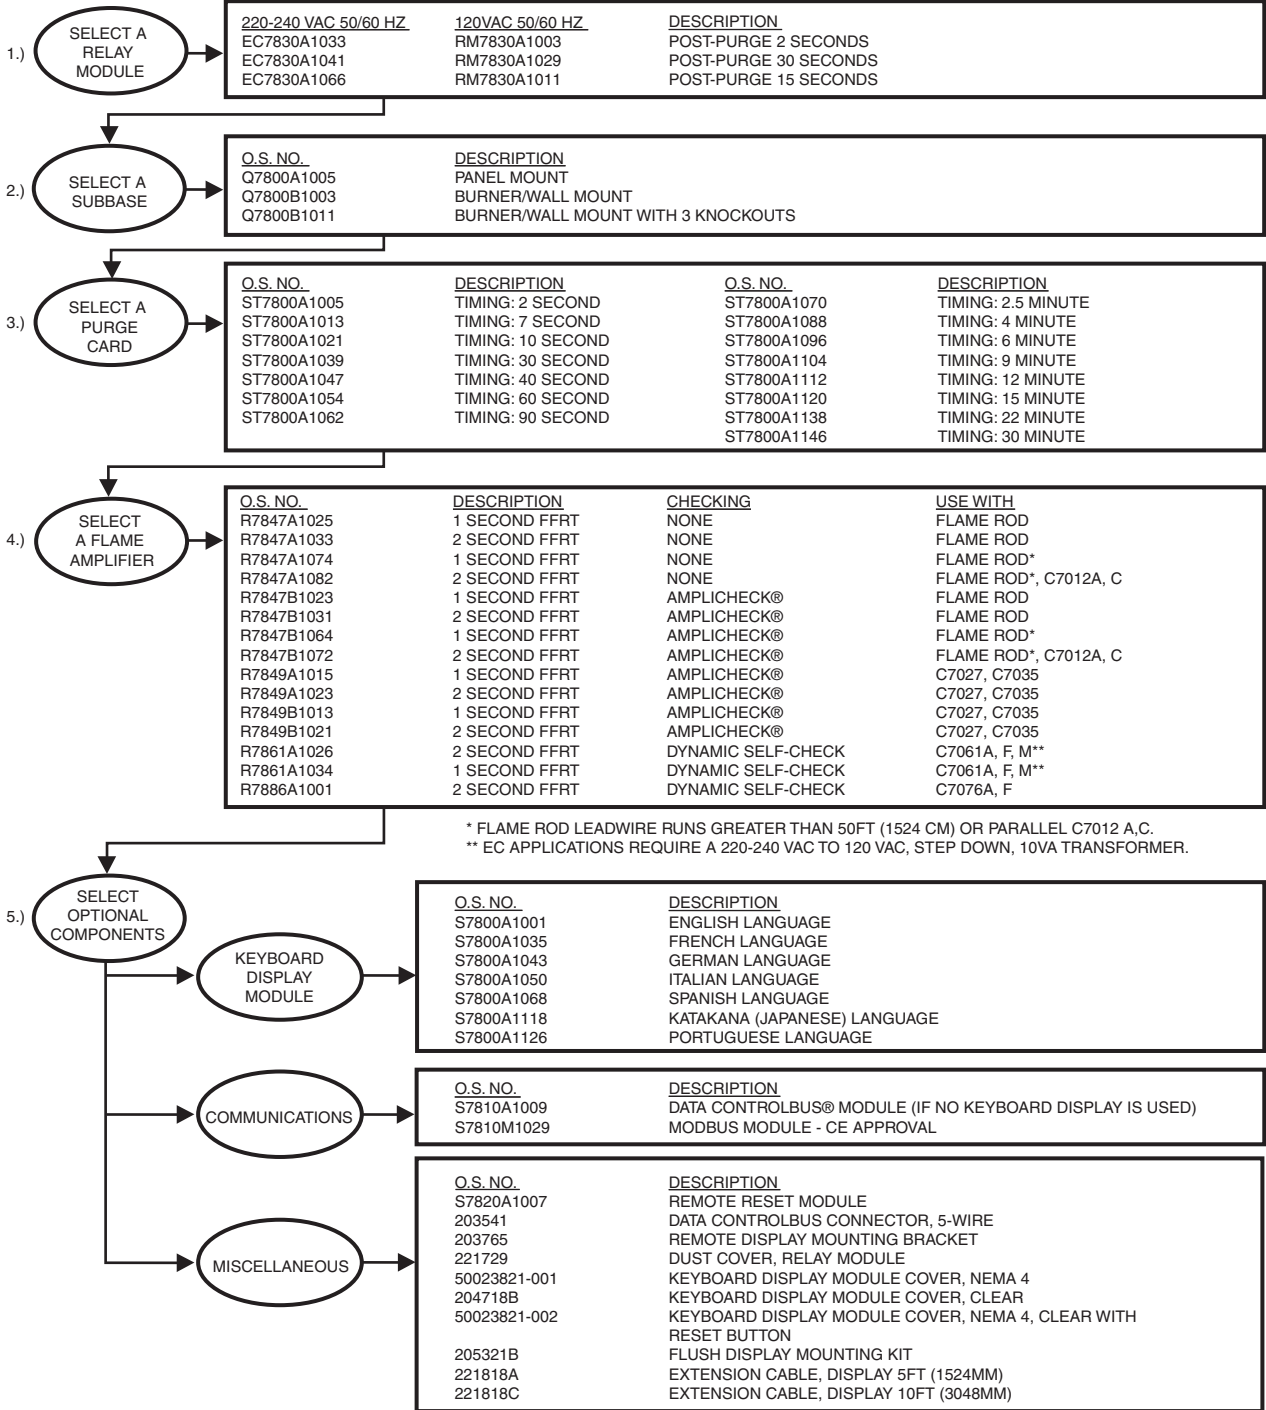 1.) SELECT A
RELAY
MODULE
220-240 VAC 50/60 HZ 120VAC 50/60 HZ DESCRIPTION
EC7830A1033 RM7830A1003 POST-PURGE 2 SECONDS
EC7830A1041 RM7830A1029 POST-PURGE 30 SECONDS
EC7830A1066 RM7830A1011 POST-PURGE 15 SECONDS
2.) SELECT A
SUBBASE
O.S. NO. DESCRIPTION
Q7800A1005 PANEL MOUNT
Q7800B1003 BURNER/WALL MOUNT
Q7800B1011 BURNER/WALL MOUNT WITH 3 KNOCKOUTS
3.) SELECT A
PURGE
CARD
O.S. NO. DESCRIPTION O.S. NO. DESCRIPTION
ST7800A1005 TIMING: 2 SECOND ST7800A1070 TIMING: 2.5 MINUTE
ST7800A1013 TIMING: 7 SECOND ST7800A1088 TIMING: 4 MINUTE
ST7800A1021 TIMING: 10 SECOND ST7800A1096 TIMING: 6 MINUTE
ST7800A1039 TIMING: 30 SECOND ST7800A1104 TIMING: 9 MINUTE
ST7800A1047 TIMING: 40 SECOND ST7800A1112 TIMING: 12 MINUTE
ST7800A1054 TIMING: 60 SECOND ST7800A1120 TIMING: 15 MINUTE
ST7800A1062 TIMING: 90 SECOND ST7800A1138 TIMING: 22 MINUTE
ST7800A1146 TIMING: 30 MINUTE
4.) SELECT
A FLAME
AMPLIFIER
O.S. NO. DESCRIPTION CHECKING USE WITH
R7847A1025 1 SECOND FFRT NONE FLAME ROD
R7847A1033 2 SECOND FFRT NONE FLAME ROD
R7847A1074 1 SECOND FFRT NONE FLAME ROD*
R7847A1082 2 SECOND FFRT NONE FLAME ROD*, C7012A, C
R7847B1023 1 SECOND FFRT AMPLICHECK® FLAME ROD
R7847B1031 2 SECOND FFRT AMPLICHECK® FLAME ROD
R7847B1064 1 SECOND FFRT AMPLICHECK® FLAME ROD*
R7847B1072 2 SECOND FFRT AMPLICHECK® FLAME ROD*, C7012A, C
R7849A1015 1 SECOND FFRT AMPLICHECK® C7027, C7035
R7849A1023 2 SECOND FFRT AMPLICHECK® C7027, C7035
R7849B1013 1 SECOND FFRT AMPLICHECK® C7027, C7035
R7849B1021 2 SECOND FFRT AMPLICHECK® C7027, C7035
R7861A1026 2 SECOND FFRT DYNAMIC SELF-CHECK C7061A, F, M**
R7861A1034 1 SECOND FFRT DYNAMIC SELF-CHECK C7061A, F, M**
R7886A1001 2 SECOND FFRT DYNAMIC SELF-CHECK C7076A, F
* FLAME ROD LEADWIRE RUNS GREATER THAN 50FT (1524 CM) OR PARALLEL C7012 A,C.
** EC APPLICATIONS REQUIRE A 220-240 VAC TO 120 VAC, STEP DOWN, 10VA TRANSFORMER.
5.) SELECT
OPTIONAL
COMPONENTS
KEYBOARD
DISPLAY
MODULE
O.S. NO. DESCRIPTION
S7800A1001 ENGLISH LANGUAGE
S7800A1035 FRENCH LANGUAGE
S7800A1043 GERMAN LANGUAGE
S7800A1050 ITALIAN LANGUAGE
S7800A1068 SPANISH LANGUAGE
S7800A1118 KATAKANA (JAPANESE) LANGUAGE
S7800A1126 PORTUGUESE LANGUAGE
COMMUNICATIONS
O.S. NO. DESCRIPTION
S7810A1009 DATA CONTROLBUS® MODULE (IF NO KEYBOARD DISPLAY IS USED)
S7810M1029 MODBUS MODULE - CE APPROVAL
MISCELLANEOUS
O.S. NO. DESCRIPTION
S7820A1007 REMOTE RESET MODULE
203541 DATA CONTROLBUS CONNECTOR, 5-WIRE
203765 REMOTE DISPLAY MOUNTING BRACKET
221729 DUST COVER, RELAY MODULE
50023821-001 KEYBOARD DISPLAY MODULE COVER, NEMA 4
204718B KEYBOARD DISPLAY MODULE COVER, CLEAR
50023821-002 KEYBOARD DISPLAY MODULE COVER, NEMA 4, CLEAR WITH
RESET BUTTON
205321B FLUSH DISPLAY MOUNTING KIT
221818A EXTENSION CABLE, DISPLAY 5FT (1524MM)
221818C EXTENSION CABLE, DISPLAY 10FT (3048MM)